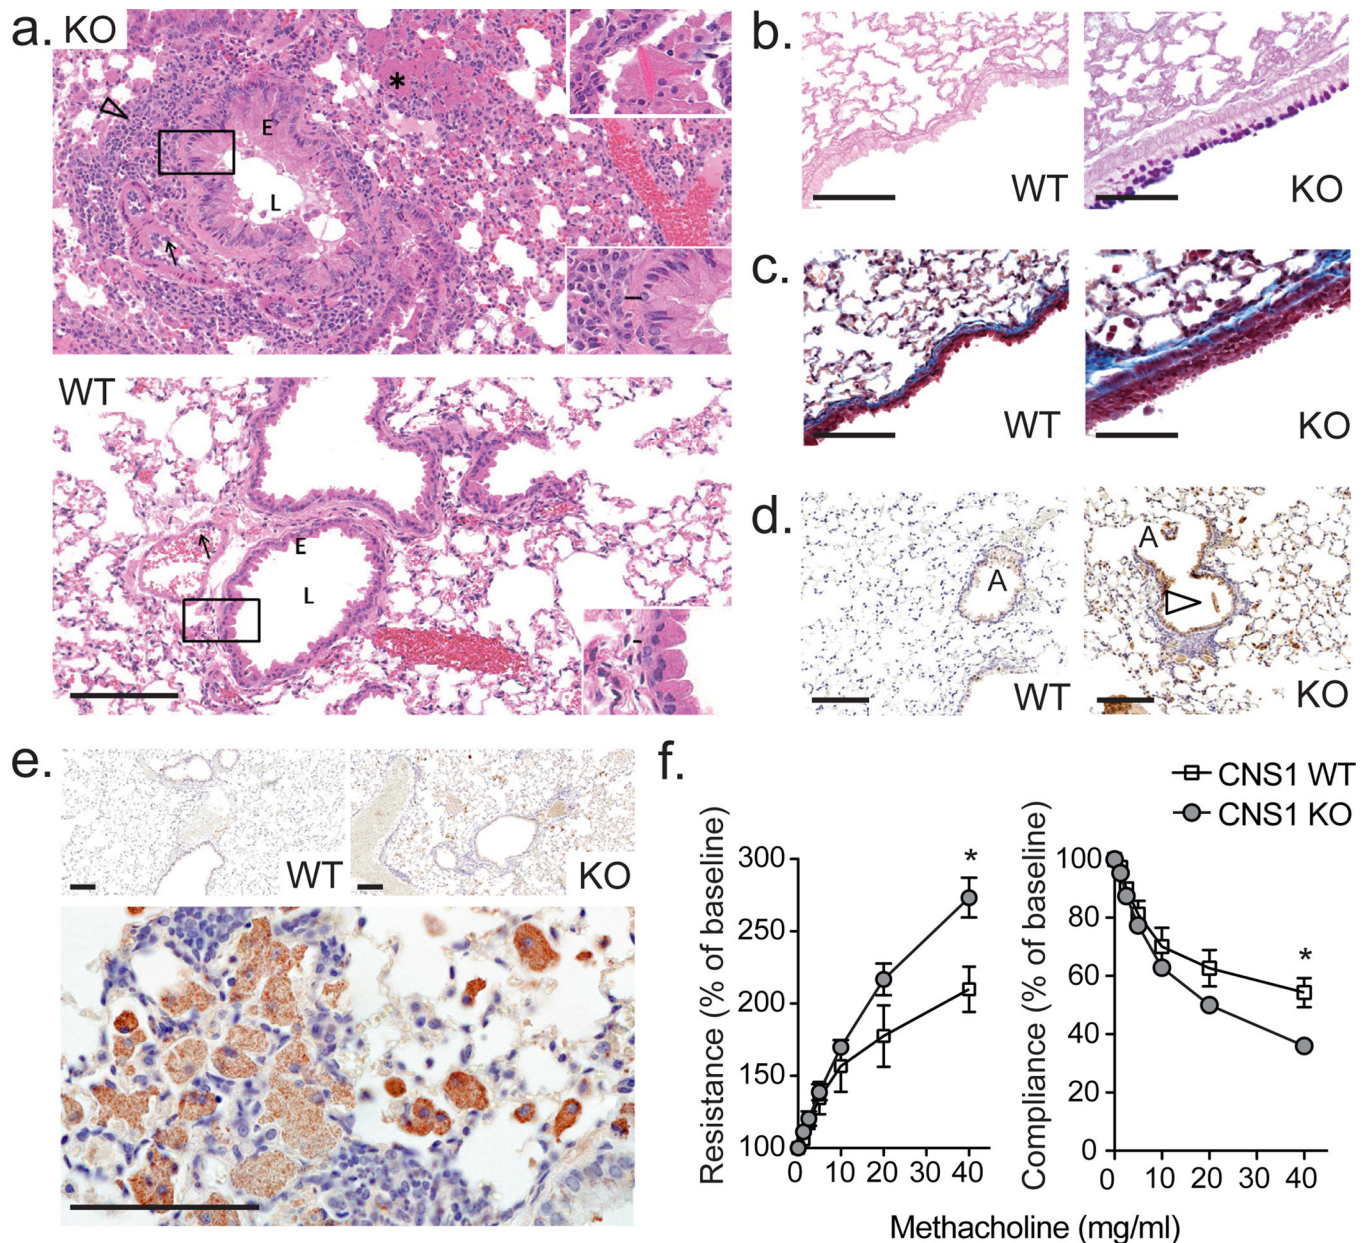 a. KO
*
E
L
WT
E
L
b.
WT
KO
c.
WT
KO
d.
A
WT
A
KO
e.
WT
KO
f.
CNS1 WT
CNS1 KO
Resistance (% of baseline)
300
250
200
150
100
0 10 20 30 40
*
Compliance (% of baseline)
100
80
60
40
20
0
0 10 20 30 40
*
Methacholine (mg/ml)